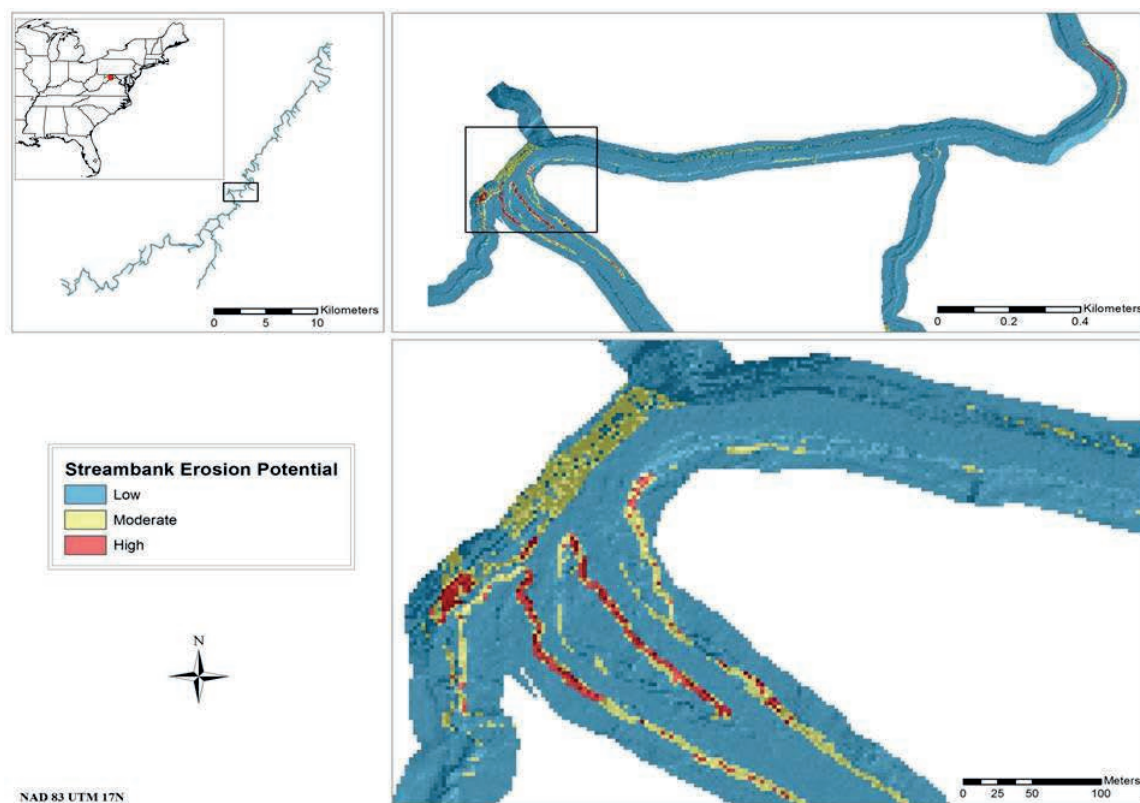 Kilometers
0 5 10
Kilometers
0 0.2 0.4
Streambank Erosion Potential
Low
Moderate
High
N
NAD 83 UTM 17N
Meters
0 25 50 100